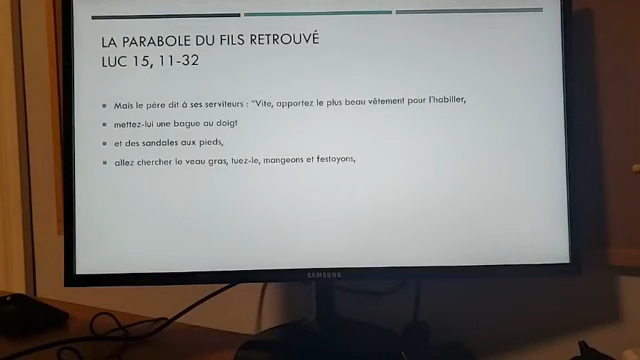 LA PARABOLE DU FILS RETROUVÉ
LUC 15, 11-32
Mais le père dit à ses serviteurs : "Vite, apportez le plus beau vêtement pour l'habiller,
mettez-lui une bague au doigt
et des sandales aux pieds,
allez chercher le veau gras, tuez-le, mangeons et festoyons,
SAMSUNG